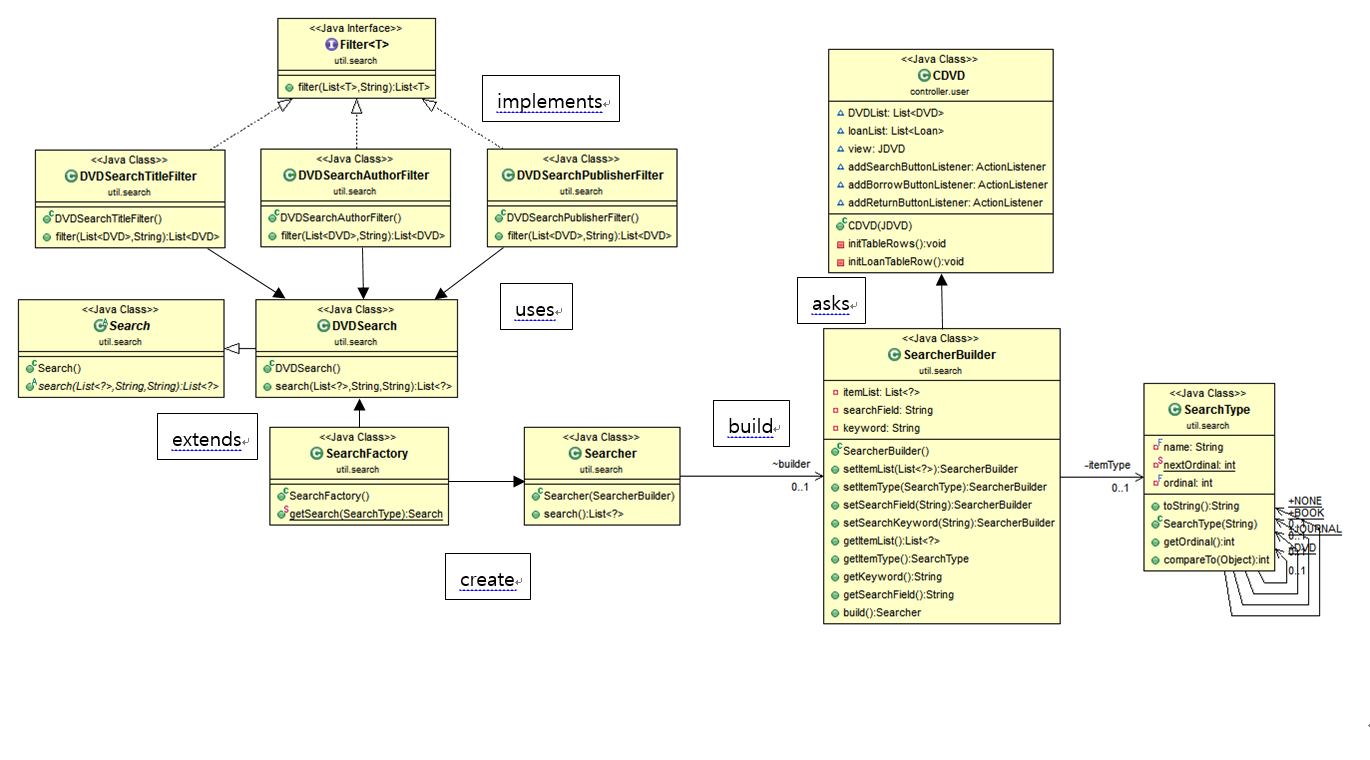 <<Java Interface>>
Filter<T>
util.search
filter(List<T>,String):List<T>
implements
<<Java Class>>
DVDSearchTitleFilter
util.search
DVDSearchTitleFilter()
filter(List<DVD>,String):List<DVD>
<<Java Class>>
DVDSearchAuthorFilter
util.search
DVDSearchAuthorFilter()
filter(List<DVD>,String):List<DVD>
<<Java Class>>
DVDSearchPublisherFilter
util.search
DVDSearchPublisherFilter()
filter(List<DVD>,String):List<DVD>
<<Java Class>>
CDVD
controller.user
DVDList: List<DVD>
loanList: List<Loan>
view: JDVD
addSearchButtonListener: ActionListener
addBorrowButtonListener: ActionListener
addReturnButtonListener: ActionListener
CDVD(JDVD)
initTableRows():void
initLoanTableRow():void
uses
asks
<<Java Class>>
Search
util.search
Search()
search(List<?>,String,String):List<?>
<<Java Class>>
DVDSearch
util.search
DVDSearch()
search(List<?>,String,String):List<?>
extends
<<Java Class>>
SearchFactory
util.search
SearchFactory()
getSearch(SearchType):Search
<<Java Class>>
Searcher
util.search
Searcher(SearcherBuilder)
search():List<?>
create
build
~builder
0..1
<<Java Class>>
SearcherBuilder
util.search
itemList: List<?>
searchField: String
keyword: String
SearcherBuilder()
setItemList(List<?>):SearcherBuilder
setItemType(SearchType):SearcherBuilder
setSearchField(String):SearcherBuilder
setSearchKeyword(String):SearcherBuilder
getItemList():List<?>
getItemType():SearchType
getKeyword():String
getSearchField():String
build():Searcher
-itemType
0..1
<<Java Class>>
SearchType
util.search
name: String
nextOrdinal: int
ordinal: int
toString():String
SearchType(String)
getOrdinal():int
compareTo(Object):int
+NONE
+BOOK
+JOURNAL
+DVD
0..1